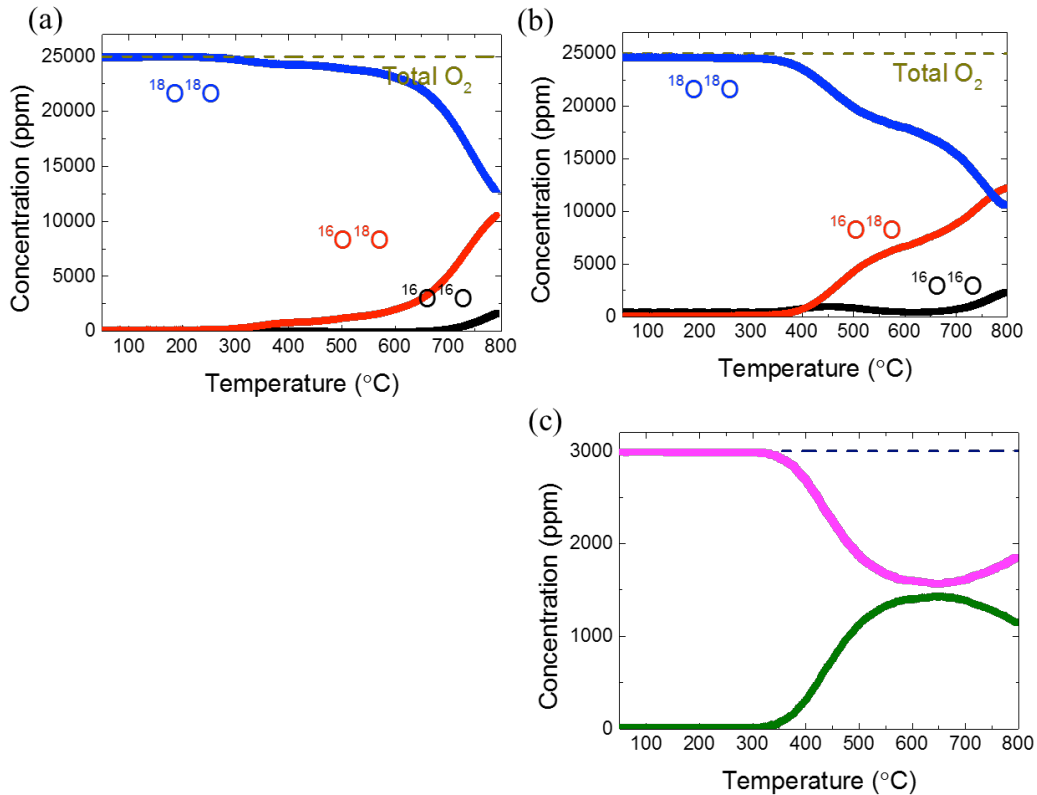 (a)
Concentration (ppm)
25000
20000
15000
10000
5000
0
Total O₂
¹⁸O¹⁸O
¹⁶O¹⁸O
¹⁶O¹⁶O
100 200 300 400 500 600 700 800
Temperature (°C)
(b)
Concentration (ppm)
25000
20000
15000
10000
5000
0
Total O₂
¹⁸O¹⁸O
¹⁶O¹⁸O
¹⁶O¹⁶O
100 200 300 400 500 600 700 800
Temperature (°C)
(c)
Concentration (ppm)
3000
2000
1000
0
100 200 300 400 500 600 700 800
Temperature (°C)